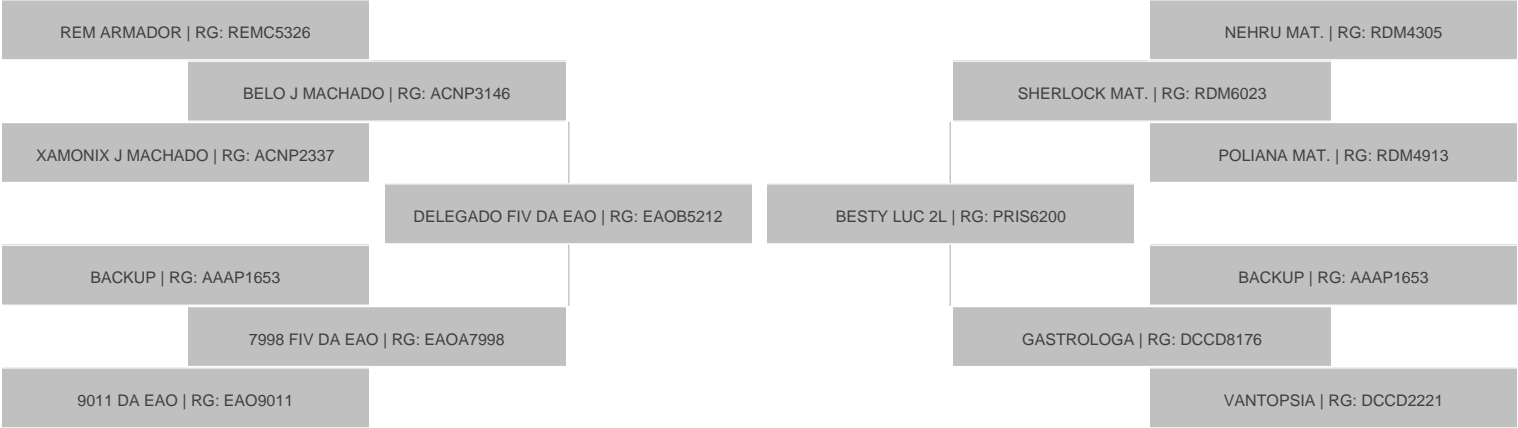 REM ARMADOR | RG: REMC5326
NEHRU MAT. | RG: RDM4305
BELO J MACHADO | RG: ACNP3146
SHERLOCK MAT. | RG: RDM6023
XAMONIX J MACHADO | RG: ACNP2337
POLIANA MAT. | RG: RDM4913
DELEGADO FIV DA EAO | RG: EAOB5212
BESTY LUC 2L | RG: PRIS6200
BACKUP | RG: AAAP1653
BACKUP | RG: AAAP1653
7998 FIV DA EAO | RG: EAOA7998
GASTROLOGA | RG: DCCD8176
9011 DA EAO | RG: EAO9011
VANTOPSIA | RG: DCCD2221